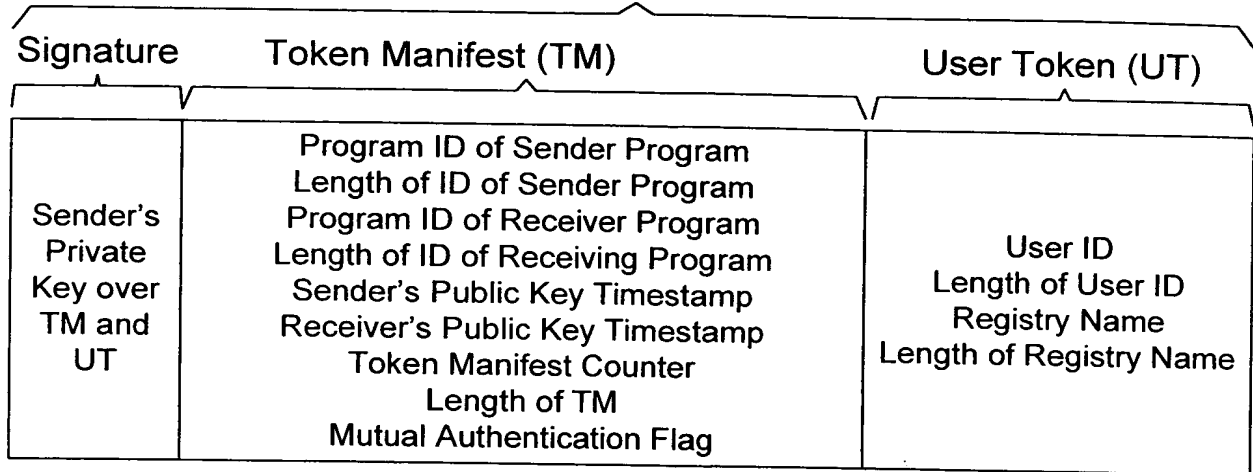 Signature
Token Manifest (TM)
User Token (UT)
Sender's
Private
Key over
TM and
UT
Program ID of Sender Program
Length of ID of Sender Program
Program ID of Receiver Program
Length of ID of Receiving Program
Sender's Public Key Timestamp
Receiver's Public Key Timestamp
Token Manifest Counter
Length of TM
Mutual Authentication Flag
User ID
Length of User ID
Registry Name
Length of Registry Name